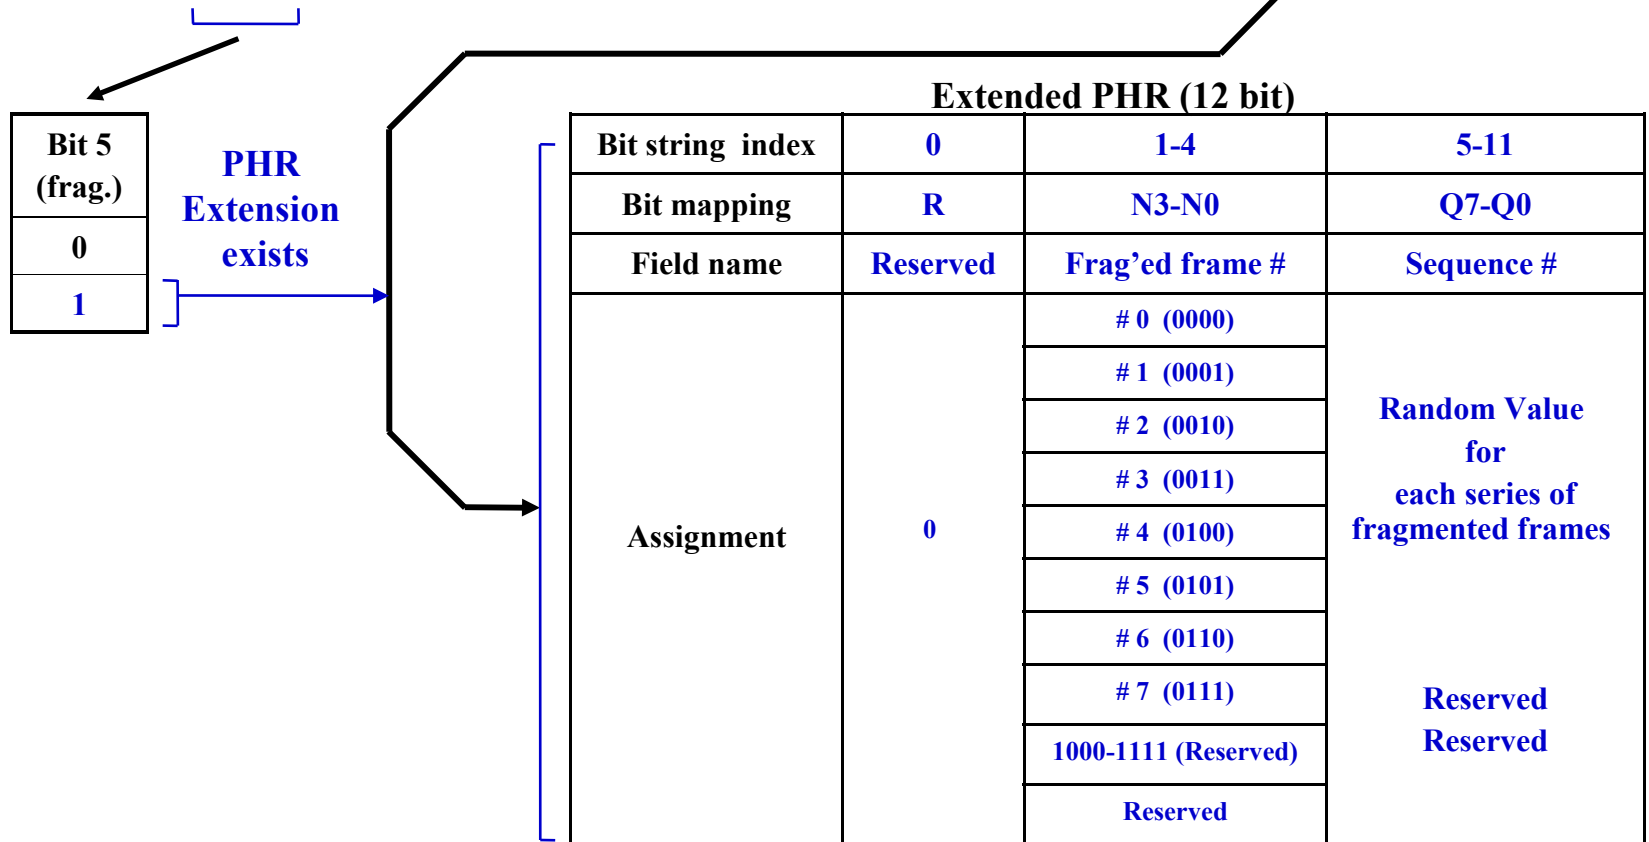 Extended PHR (12 bit)
Bit 5
(frag.)
0
1
PHR
Extension
exists
Bit string index 0 1-4 5-11
Bit mapping R N3-N0 Q7-Q0
Field name Reserved Frag'ed frame # Sequence #
Assignment
0
# 0 (0000)
# 1 (0001)
# 2 (0010)
# 3 (0011)
# 4 (0100)
# 5 (0101)
# 6 (0110)
# 7 (0111)
1000-1111 (Reserved)
Reserved
Random Value
for
each series of
fragmented frames
Reserved
Reserved